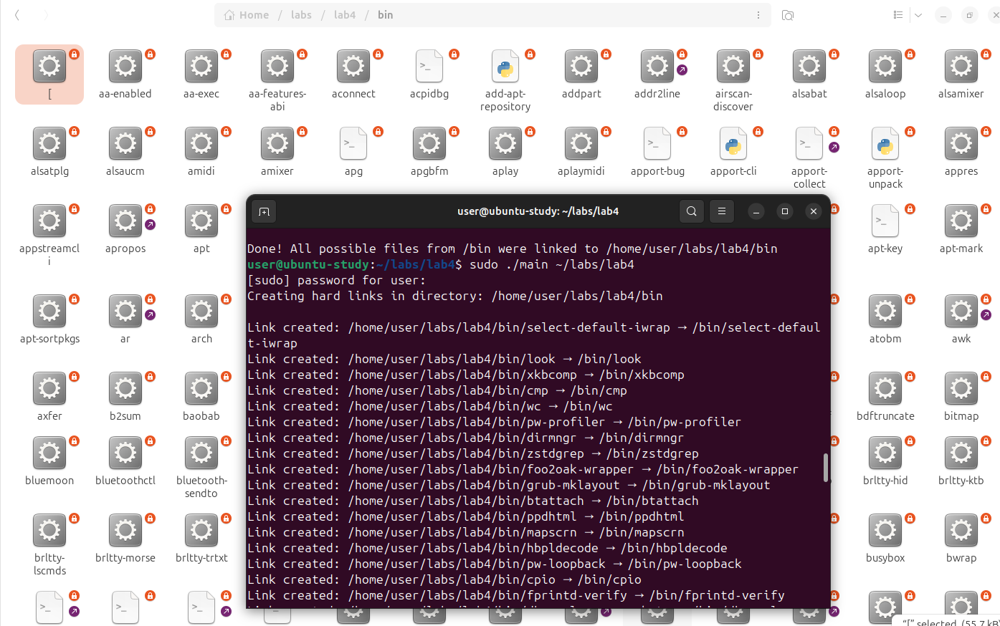 Home / labs / lab4 / bin
[
aa-enabled
aa-exec
aa-features-
abi
aconnect
acpidbg
add-apt-
repository
addpart
addr2line
airscan-
discover
alsabat
alsaloop
alsamixer
alsatplg
alsaucm
amidi
amixer
apg
apgbfm
aplay
aplaymidi
apport-bug
apport-cli
apport-
collect
apport-
unpack
appres
appstreamcl
i
apropos
apt
apt-key
apt-mark
apt-sortpkgs
ar
arch
atobm
awk
axfer
b2sum
baobab
bdftruncate
bitmap
bluemoon
bluetoothctl
bluetooth-
sendto
brltty-hid
brltty-ktb
brltty-
lscmds
brltty-morse
brltty-trtxt
busybox
bwrap
user@ubuntu-study: ~/labs/lab4
Done! All possible files from /bin were linked to /home/user/labs/lab4/bin
user@ubuntu-study:~/labs/lab4$ sudo ./main ~/labs/lab4
[sudo] password for user:
Creating hard links in directory: /home/user/labs/lab4/bin
Link created: /home/user/labs/lab4/bin/select-default-iwrap → /bin/select-defaul
t-iwrap
Link created: /home/user/labs/lab4/bin/look → /bin/look
Link created: /home/user/labs/lab4/bin/xkbcomp → /bin/xkbcomp
Link created: /home/user/labs/lab4/bin/cmp → /bin/cmp
Link created: /home/user/labs/lab4/bin/wc → /bin/wc
Link created: /home/user/labs/lab4/bin/pw-profiler → /bin/pw-profiler
Link created: /home/user/labs/lab4/bin/dirmngr → /bin/dirmngr
Link created: /home/user/labs/lab4/bin/zstdgrep → /bin/zstdgrep
Link created: /home/user/labs/lab4/bin/foo2oak-wrapper → /bin/foo2oak-wrapper
Link created: /home/user/labs/lab4/bin/grub-mklayout → /bin/grub-mklayout
Link created: /home/user/labs/lab4/bin/btattach → /bin/btattach
Link created: /home/user/labs/lab4/bin/ppdhtml → /bin/ppdhtml
Link created: /home/user/labs/lab4/bin/mapscrn → /bin/mapscrn
Link created: /home/user/labs/lab4/bin/hbpldecode → /bin/hbpldecode
Link created: /home/user/labs/lab4/bin/pw-loopback → /bin/pw-loopback
Link created: /home/user/labs/lab4/bin/cpio → /bin/cpio
Link created: /home/user/labs/lab4/bin/fprintd-verify → /bin/fprintd-verify
"[" selected (55.7 kB)